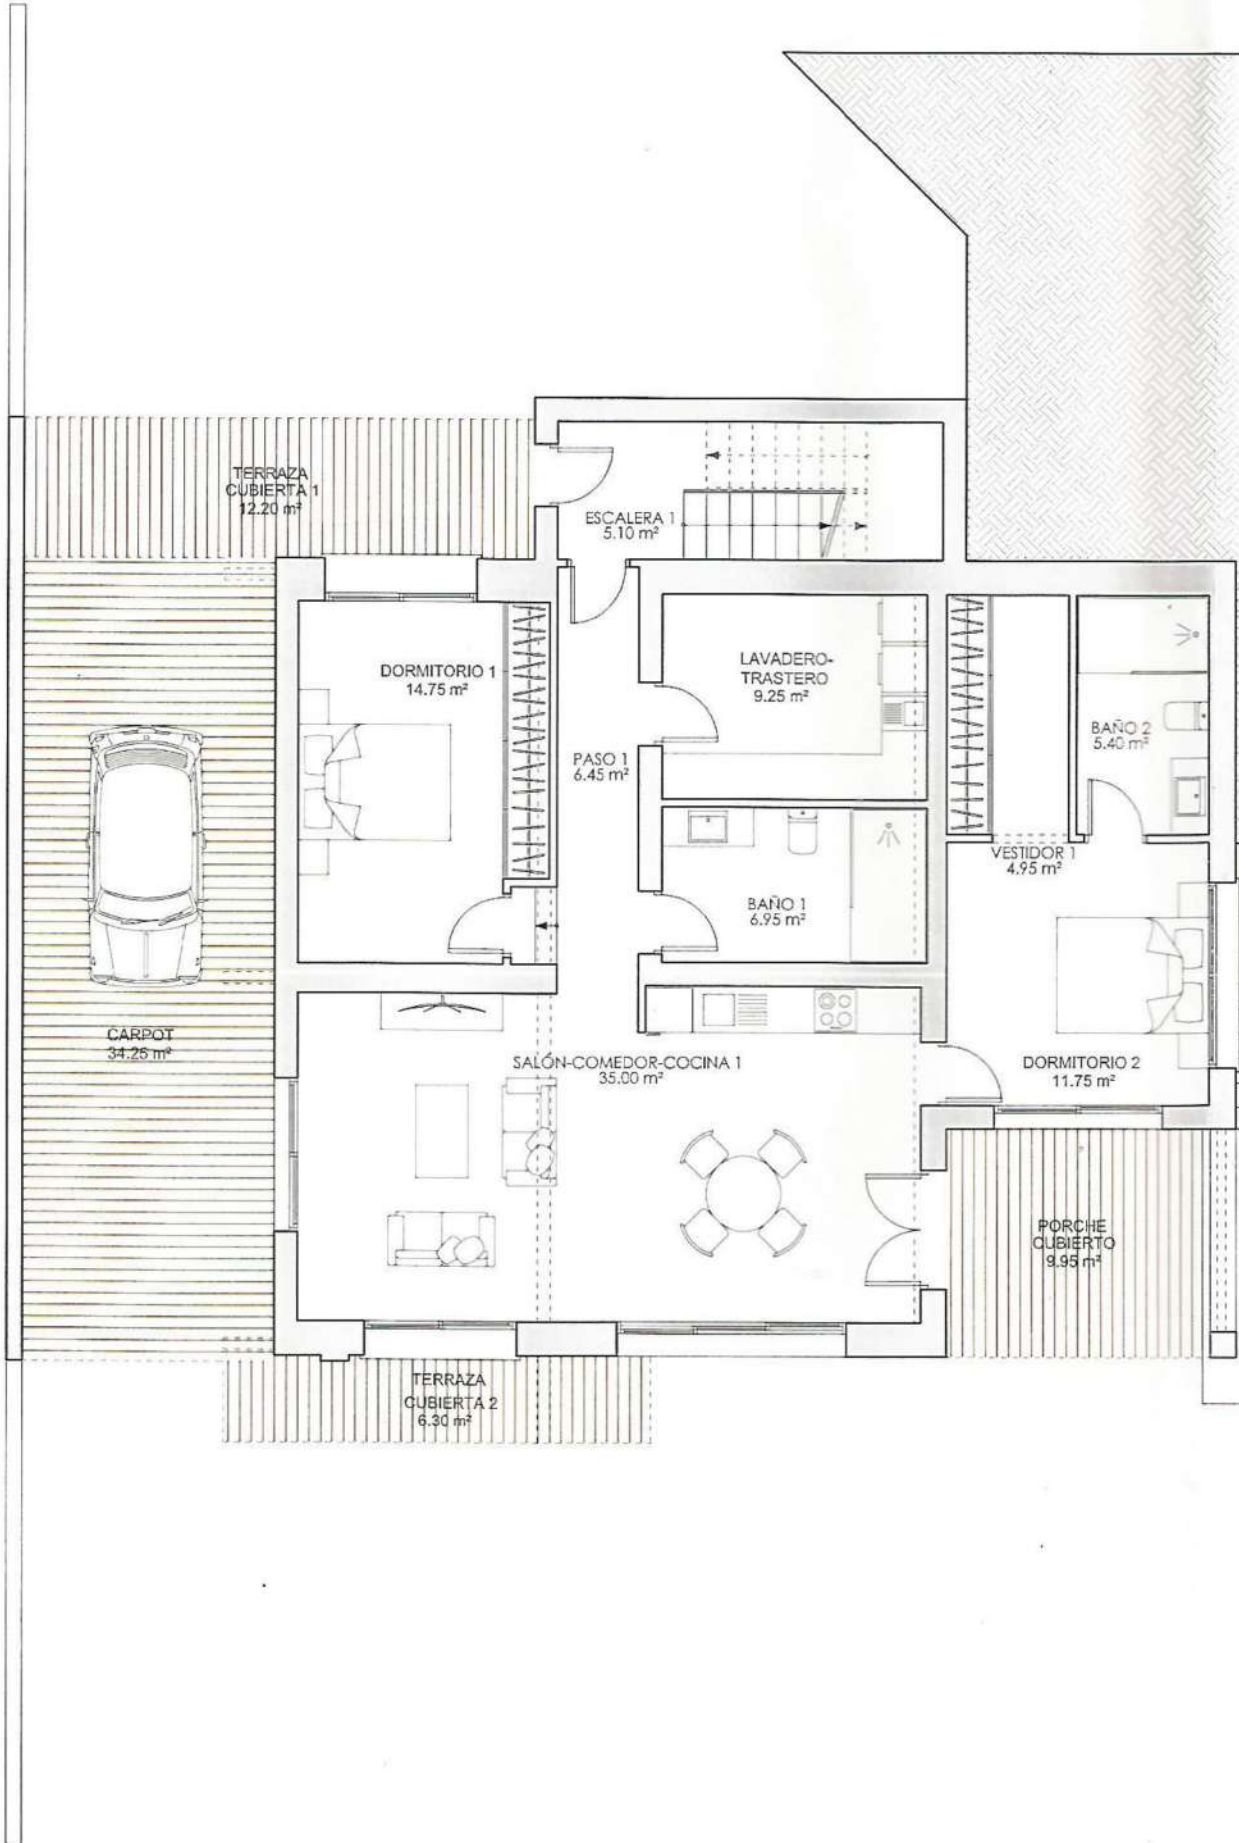 TERRAZA
CUBIERTA 1
12.20 m²
ESCALERA 1
5.10 m²
DORMITORIO 1
14.75 m²
LAVADERO-
TRASTERO
9.25 m²
PASO 1
6.45 m²
BAÑO 2
5.40 m²
VESTIDOR 1
4.95 m²
BAÑO 1
6.95 m²
CARPOT
34.25 m²
SALÓN-COMEDOR-COCINA 1
35.00 m²
DORMITORIO 2
11.75 m²
PORCHE
CUBIERTO
9.95 m²
TERRAZA
CUBIERTA 2
6.30 m²